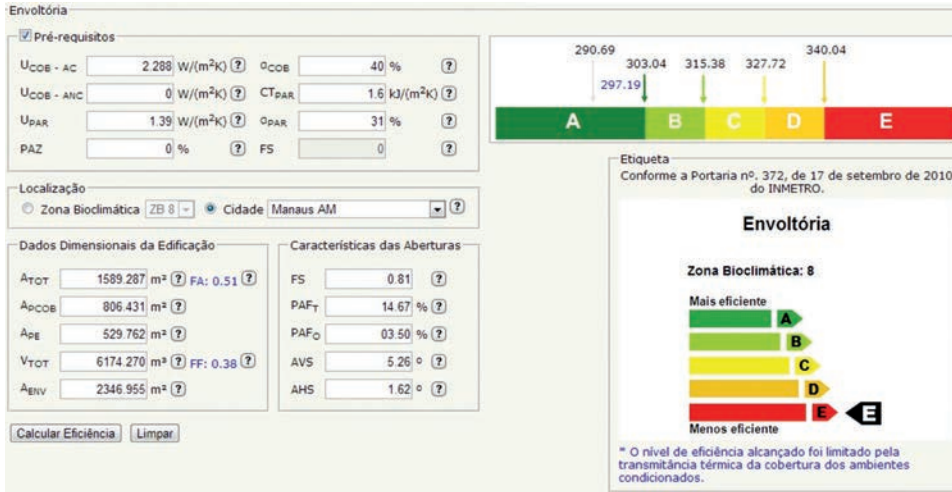 Envoltória
Pré-requisitos
UCOB - AC 2.288 W/(m²K) ? αCOB 40 % ?
UCOB - ANC 0 W/(m²K) ? CTPAR 1.6 kJ/(m²K) ?
UPAR 1.39 W/(m²K) ? αPAR 31 % ?
PAZ 0 % ? FS 0 ?
Localização
Zona Bioclimática ZB 8 Cidade Manaus AM ?
Dados Dimensionais da Edificação
ATOT 1589.287 m² ? FA: 0.51 ?
APCOB 806.431 m² ?
APE 529.762 m² ?
VTOT 6174.270 m³ ? FF: 0.38 ?
AENV 2346.955 m² ?
Características das Aberturas
FS 0.81 ?
PAFT 14.67 % ?
PAFO 03.50 % ?
AVS 5.26 º ?
AHS 1.62 º ?
Calcular Eficiência Limpar
290.69 340.04
303.04 315.38 327.72
297.19
A B C D E
Etiqueta
Conforme a Portaria nº. 372, de 17 de setembro de 2010
do INMETRO.
Envoltória
Zona Bioclimática: 8
Mais eficiente
A
B
C
D
E E
Menos eficiente
* O nível de eficiência alcançado foi limitado pela
transmitância térmica da cobertura dos ambientes
condicionados.